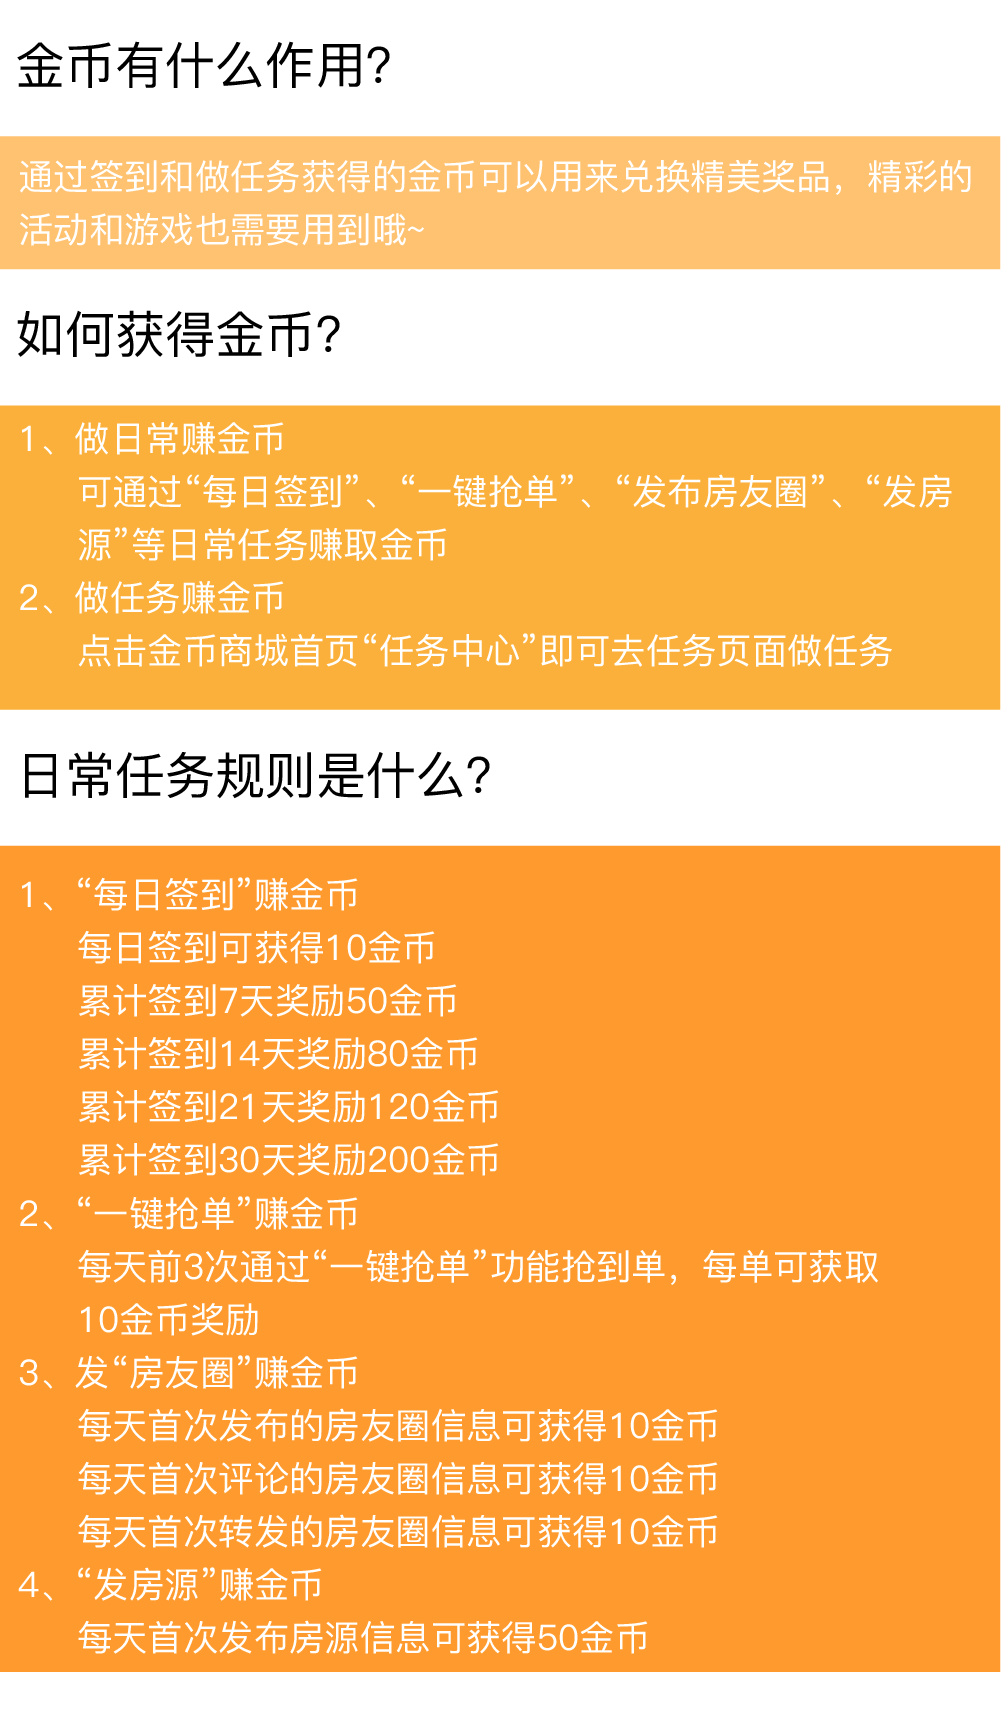 金币有什么作用?
通过签到和做任务获得的金币可以用来兑换精美奖品，精彩的
活动和游戏也需要用到哦~
如何获得金币?
1、做日常赚金币
可通过“每日签到”、“一键抢单”、“发布房友圈”、“发房
源”等日常任务赚取金币
2、做任务赚金币
点击金币商城首页“任务中心”即可去任务页面做任务
日常任务规则是什么?
1、“每日签到”赚金币
每日签到可获得10金币
累计签到7天奖励50金币
累计签到14天奖励80金币
累计签到21天奖励120金币
累计签到30天奖励200金币
2、“一键抢单”赚金币
每天前3次通过“一键抢单”功能抢到单，每单可获取
10金币奖励
3、发“房友圈”赚金币
每天首次发布的房友圈信息可获得10金币
每天首次评论的房友圈信息可获得10金币
每天首次转发的房友圈信息可获得10金币
4、“发房源”赚金币
每天首次发布房源信息可获得50金币